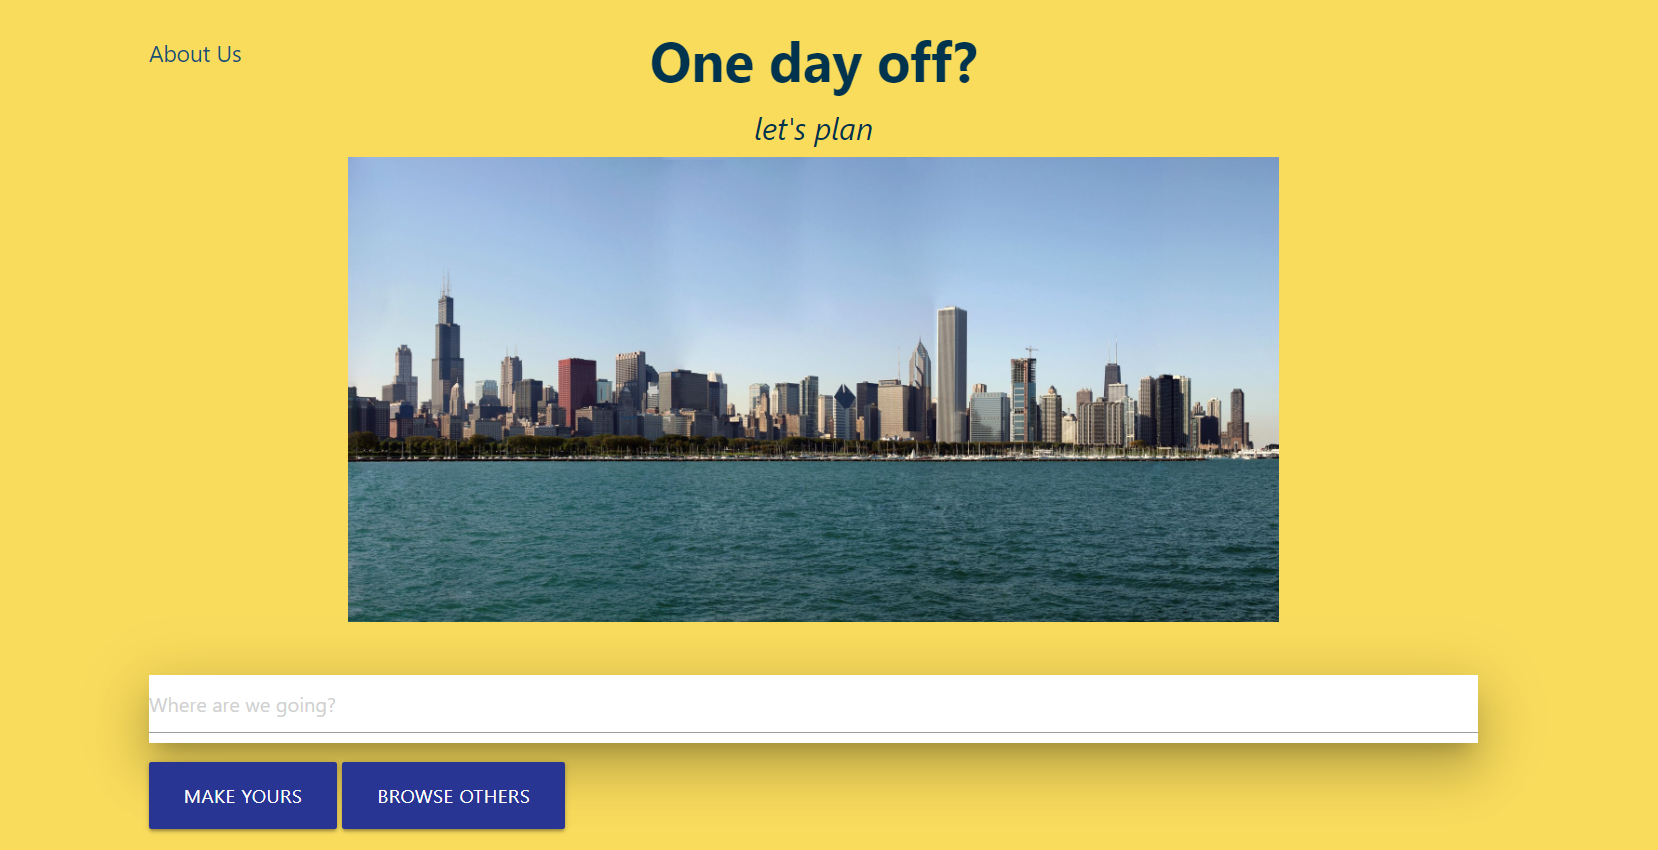 About Us
One day off?
let's plan
Where are we going?
MAKE YOURS
BROWSE OTHERS